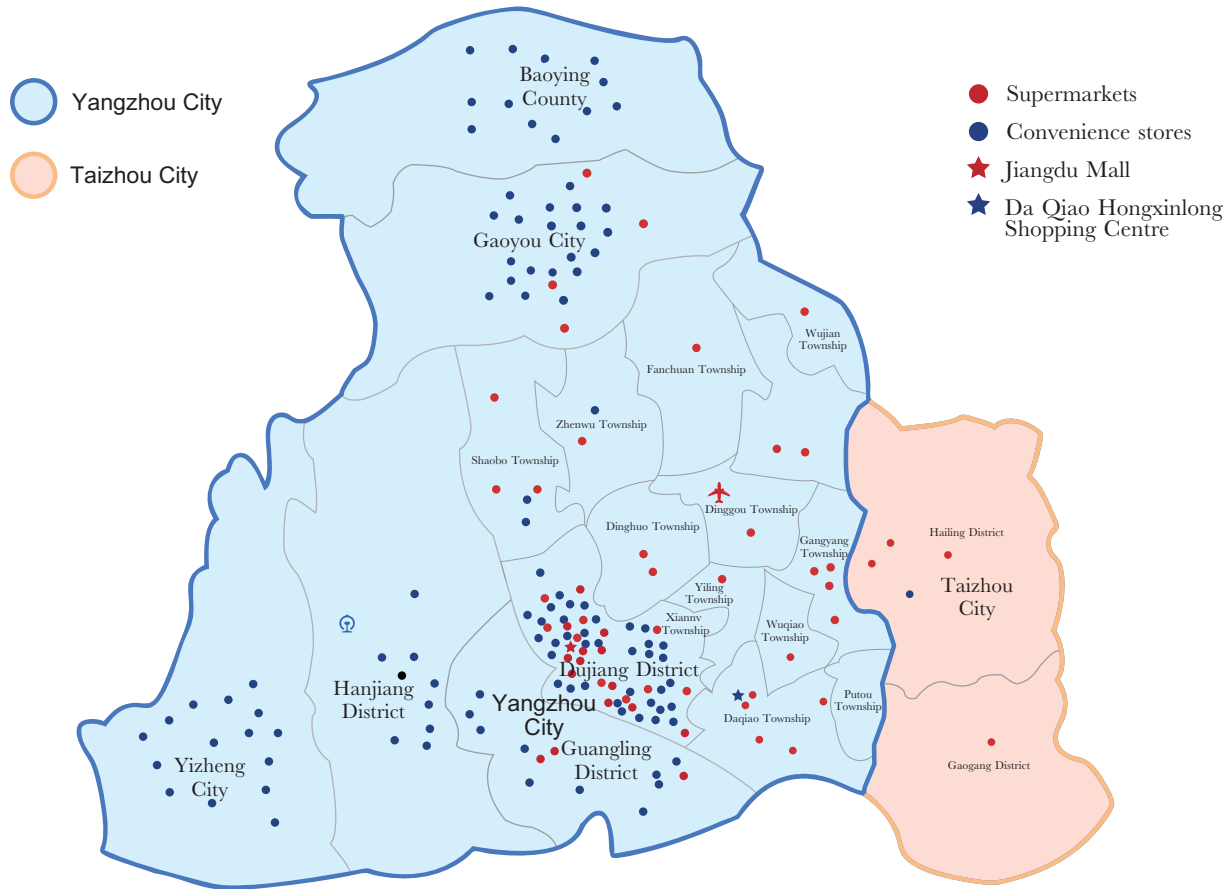 Yangzhou City
Taizhou City
Supermarkets
Convenience stores
Jiangdu Mall
Da Qiao Hongxinlong
Shopping Centre
Baoying
County
Gaoyou City
Wujian
Township
Fanchuan Township
Zhenwu Township
Shaobo Township
Dinggou Township
Dinghuo Township
Gangyang
Township
Hailing District
Yiling
Township
Taizhou
City
Xiannv
Township
Wuqiao
Township
Dujiang District
Hanjiang
District
Yangzhou
City
Putou
Township
Daqiao Township
Guangling
District
Yizheng
City
Gaogang District